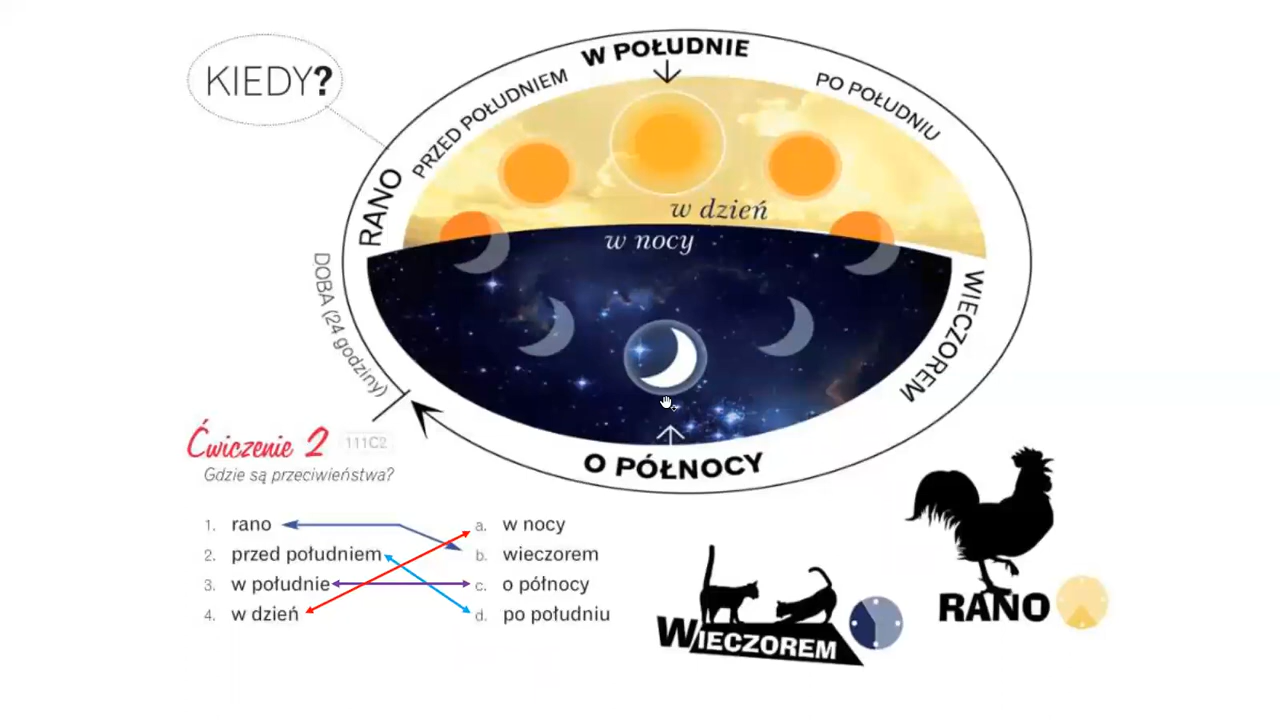 KIEDY?
W POŁUDNIE
PRZED POŁUDNIEM
PO POŁUDNIU
RANO
w dzień
w nocy
DOBA (24 godziny)
WIECZOREM
O PÓŁNOCY
Ćwiczenie 2 111C2
Gdzie są przeciwieństwa?
1. rano
2. przed południem
3. w południe
4. w dzień
a. w nocy
b. wieczorem
c. o północy
d. po południu
WIECZOREM
RANO